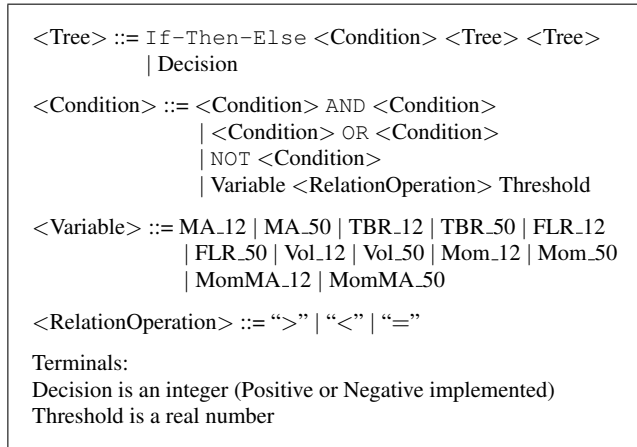 <Tree> ::= If-Then-Else <Condition> <Tree> <Tree>
| Decision
<Condition> ::= <Condition> AND <Condition>
| <Condition> OR <Condition>
| NOT <Condition>
| Variable <RelationOperation> Threshold
<Variable> ::= MA_12 | MA_50 | TBR_12 | TBR_50 | FLR_12
| FLR_50 | Vol_12 | Vol_50 | Mom_12 | Mom_50
| MomMA_12 | MomMA_50
<RelationOperation> ::= “>” | “<” | “=”
Terminals:
Decision is an integer (Positive or Negative implemented)
Threshold is a real number